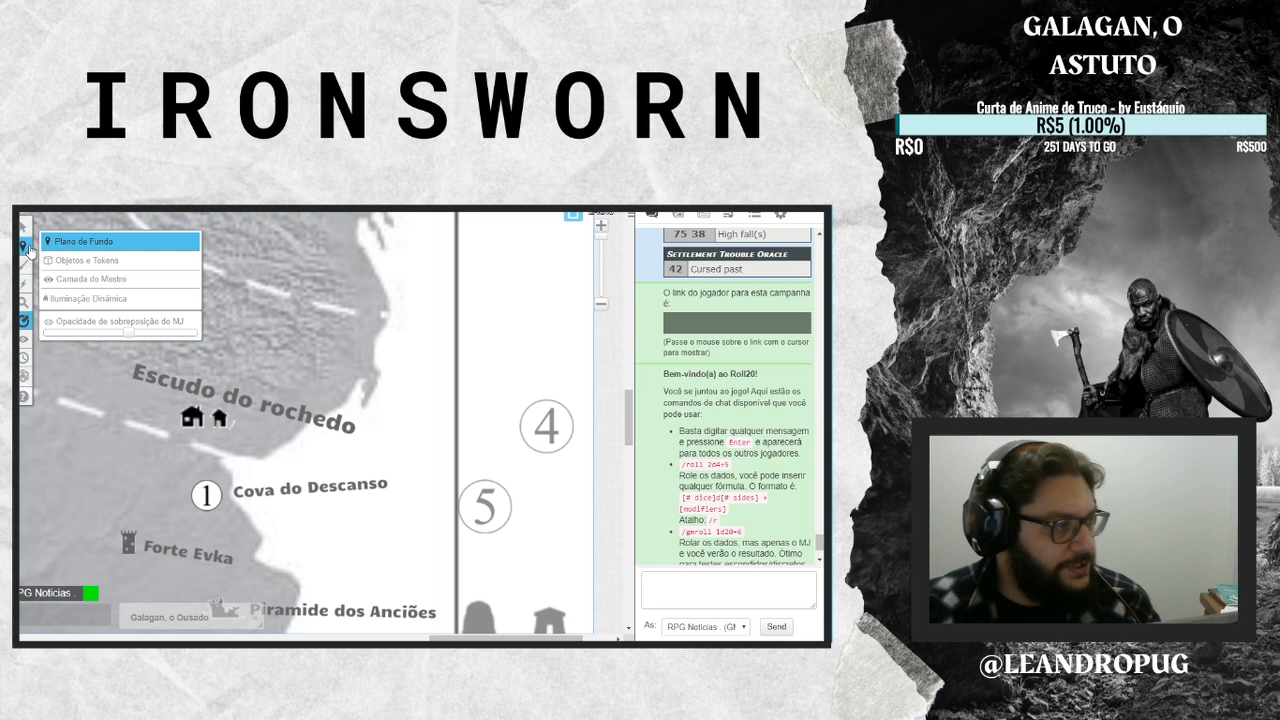 IRONSWORN
GALAGAN, O
ASTUTO
Curta de Anime de Truco - by Eustáquio
R$5 (1.00%)
R$0
251 DAYS TO GO
R$500
Plano de Fundo
Objetos e Tokens
Camada do Mestre
Iluminação Dinâmica
Opacidade de sobreposição do MJ
Escudo do rochedo
1
Cova do Descanso
Forte Evka
Piramide dos Anciões
4
5
PG Notícias .
Galagan, o Ousado
75 38 High fall(s)
SETTLEMENT TROUBLE ORACLE
42 Cursed past
O link do jogador para esta campanha
é:
(Passe o mouse sobre o link com o cursor
para mostrar)
Bem-vindo(a) ao Roll20!
Você se juntou ao jogo! Aqui estão os
comandos de chat disponível que você
pode usar:
• Basta digitar qualquer mensagem
e pressione Enter e aparecerá
para todos os outros jogadores.
• /roll 2d4+5
Role os dados, você pode inserir
qualquer fórmula. O formato é:
[# dice]d[# sides] +
[modifiers]
Atalho: /r
• /gmroll 1d20+6
Rolar os dados, mas apenas o MJ
e você verão o resultado. Ótimo
para testes escondidos/discretos
As:
RPG Notícias . (GM
Send
@LEANDROPUG